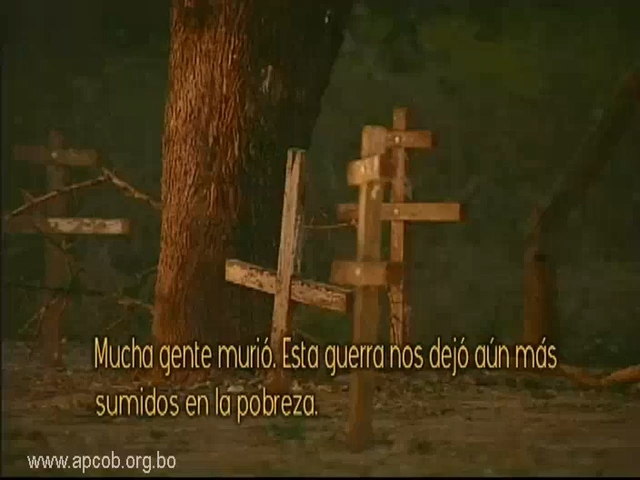 Mucha gente murió. Esta guerra nos dejó aún más
sumidos en la pobreza.
www.apcob.org.bo